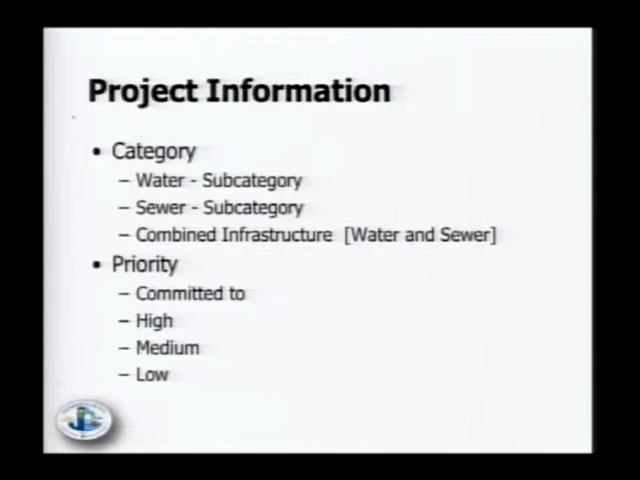 Project Information
• Category
– Water - Subcategory
– Sewer - Subcategory
– Combined Infrastructure [Water and Sewer]
• Priority
– Committed to
– High
– Medium
– Low